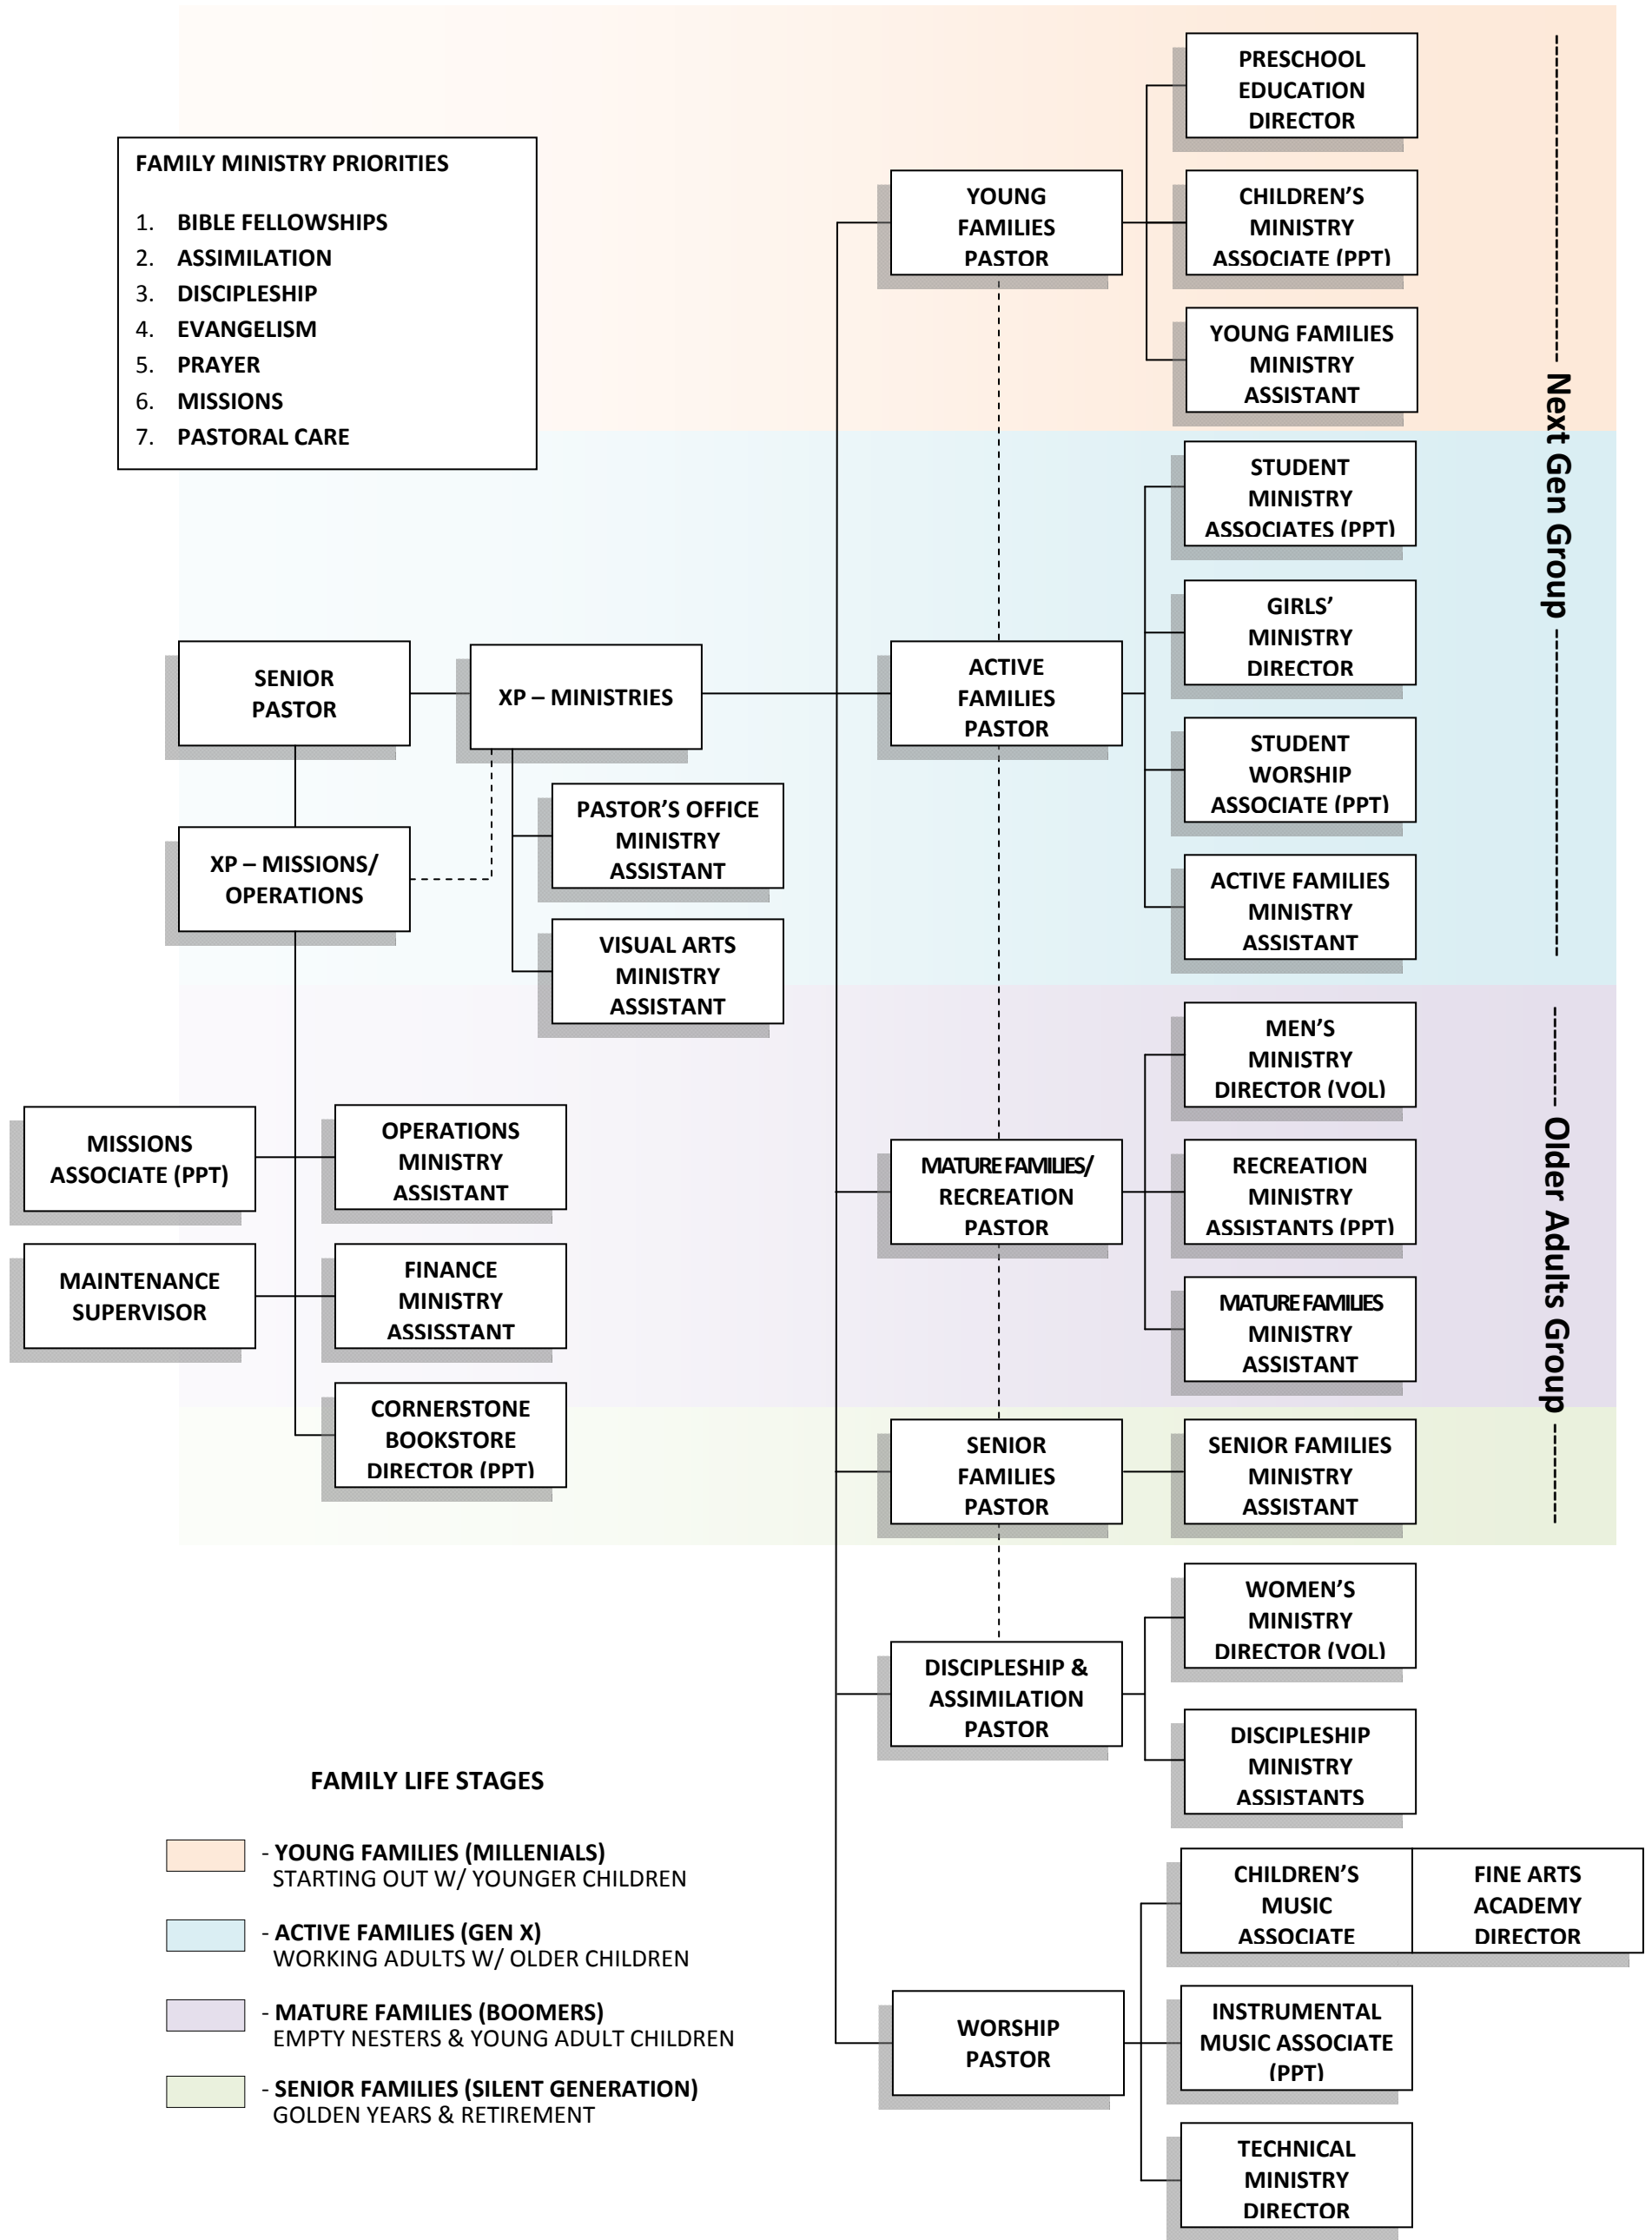 FAMILY MINISTRY PRIORITIES
1. BIBLE FELLOWSHIPS
2. ASSIMILATION
3. DISCIPLESHIP
4. EVANGELISM
5. PRAYER
6. MISSIONS
7. PASTORAL CARE
SENIOR
PASTOR
XP – MINISTRIES
XP – MISSIONS/
OPERATIONS
PASTOR'S OFFICE
MINISTRY
ASSISTANT
VISUAL ARTS
MINISTRY
ASSISTANT
MISSIONS
ASSOCIATE (PPT)
OPERATIONS
MINISTRY
ASSISTANT
MAINTENANCE
SUPERVISOR
FINANCE
MINISTRY
ASSISSTANT
CORNERSTONE
BOOKSTORE
DIRECTOR (PPT)
YOUNG
FAMILIES
PASTOR
PRESCHOOL
EDUCATION
DIRECTOR
CHILDREN'S
MINISTRY
ASSOCIATE (PPT)
YOUNG FAMILIES
MINISTRY
ASSISTANT
ACTIVE
FAMILIES
PASTOR
STUDENT
MINISTRY
ASSOCIATES (PPT)
GIRLS'
MINISTRY
DIRECTOR
STUDENT
WORSHIP
ASSOCIATE (PPT)
ACTIVE FAMILIES
MINISTRY
ASSISTANT
Next Gen Group
MATURE FAMILIES/
RECREATION
PASTOR
MEN'S
MINISTRY
DIRECTOR (VOL)
RECREATION
MINISTRY
ASSISTANTS (PPT)
MATURE FAMILIES
MINISTRY
ASSISTANT
SENIOR
FAMILIES
PASTOR
SENIOR FAMILIES
MINISTRY
ASSISTANT
Older Adults Group
DISCIPLESHIP &
ASSIMILATION
PASTOR
WOMEN'S
MINISTRY
DIRECTOR (VOL)
DISCIPLESHIP
MINISTRY
ASSISTANTS
WORSHIP
PASTOR
CHILDREN'S
MUSIC
ASSOCIATE
FINE ARTS
ACADEMY
DIRECTOR
INSTRUMENTAL
MUSIC ASSOCIATE
(PPT)
TECHNICAL
MINISTRY
DIRECTOR
FAMILY LIFE STAGES
- YOUNG FAMILIES (MILLENIALS)
STARTING OUT W/ YOUNGER CHILDREN
- ACTIVE FAMILIES (GEN X)
WORKING ADULTS W/ OLDER CHILDREN
- MATURE FAMILIES (BOOMERS)
EMPTY NESTERS & YOUNG ADULT CHILDREN
- SENIOR FAMILIES (SILENT GENERATION)
GOLDEN YEARS & RETIREMENT